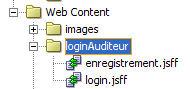 Web Content
images
loginAuditeur
enregistrement.jsff
login.jsff